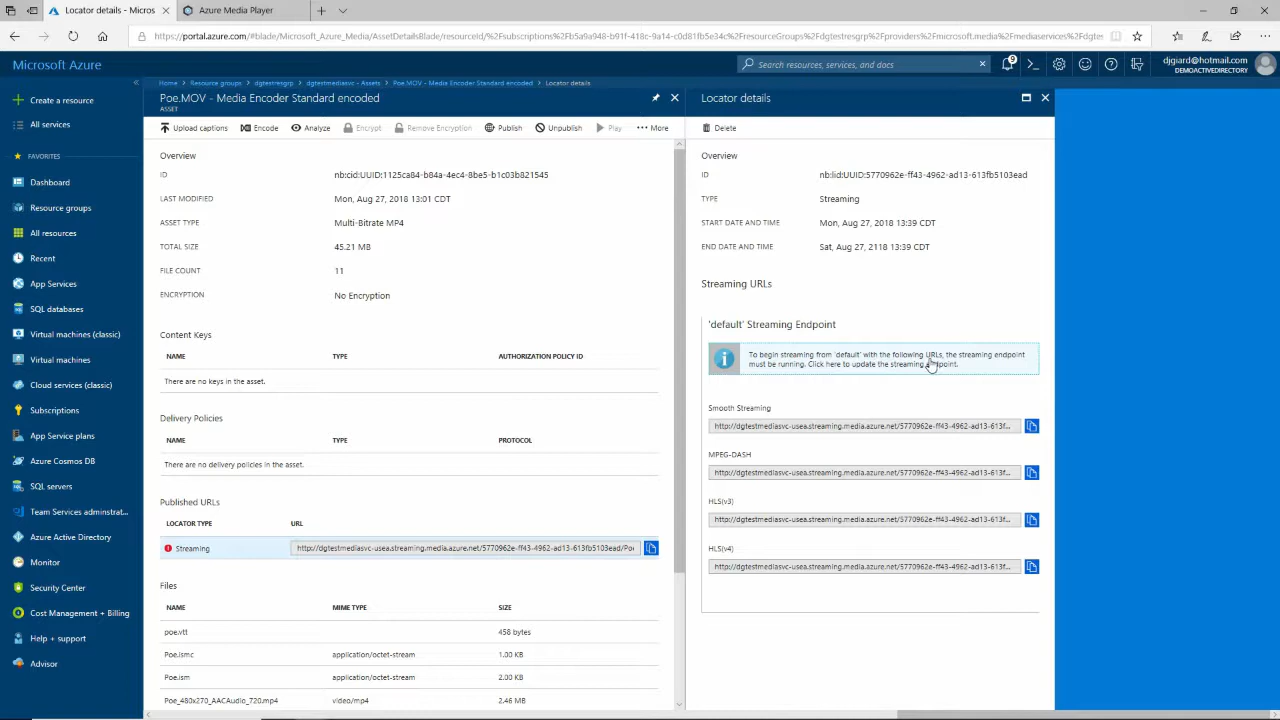 Locator details - Micros
Azure Media Player
https://portal.azure.com/#blade/Microsoft_Azure_Media/AssetDetailsBlade/resourceId/%2Fsubscriptions%2Fb5a9a948-b91f-418c-9a14-c0d81fb5e34c%2FresourceGroups%2Fdgtestresgrp%2Fproviders%2Fmicrosoft.media%2Fmediaservices%2Fdgtes
Microsoft Azure
Search resources, services, and docs
djgiard@hotmail.com
DEMOACTIVEDIRECTORY
Home
Resource groups
dgtestresgrp
dgtestmediasvc - Assets
Poe.MOV - Media Encoder Standard encoded
Locator details
Create a resource
All services
FAVORITES
Dashboard
Resource groups
All resources
Recent
App Services
SQL databases
Virtual machines (classic)
Virtual machines
Cloud services (classic)
Subscriptions
App Service plans
Azure Cosmos DB
SQL servers
Team Services adminstrat...
Azure Active Directory
Monitor
Security Center
Cost Management + Billing
Help + support
Advisor
Poe.MOV - Media Encoder Standard encoded
ASSET
Upload captions
Encode
Analyze
Encrypt
Remove Encryption
Publish
Unpublish
Play
More
Overview
ID nb:cid:UUID:1125ca84-b84a-4ec4-8be5-b1c03b821545
LAST MODIFIED Mon, Aug 27, 2018 13:01 CDT
ASSET TYPE Multi-Bitrate MP4
TOTAL SIZE 45.21 MB
FILE COUNT 11
ENCRYPTION No Encryption
Content Keys
NAME TYPE AUTHORIZATION POLICY ID
There are no keys in the asset.
Delivery Policies
NAME TYPE PROTOCOL
There are no delivery policies in the asset.
Published URLs
LOCATOR TYPE URL
Streaming http://dgtestmediasvc-usea.streaming.media.azure.net/5770962e-ff43-4962-ad13-613fb5103ead/Poe
Files
NAME MIME TYPE SIZE
poe.vtt 458 bytes
Poe.ismc application/octet-stream 1.00 KB
Poe.ism application/octet-stream 2.00 KB
Poe_480x270_AACAudio_720.mp4 video/mp4 2.46 MB
Locator details
Delete
Overview
ID nb:lid:UUID:5770962e-ff43-4962-ad13-613fb5103ead
TYPE Streaming
START DATE AND TIME Mon, Aug 27, 2018 13:39 CDT
END DATE AND TIME Sat, Aug 27, 2118 13:39 CDT
Streaming URLs
'default' Streaming Endpoint
To begin streaming from 'default' with the following URLs, the streaming endpoint
must be running. Click here to update the streaming endpoint.
Smooth Streaming
http://dgtestmediasvc-usea.streaming.media.azure.net/5770962e-ff43-4962-ad13-613f...
MPEG-DASH
http://dgtestmediasvc-usea.streaming.media.azure.net/5770962e-ff43-4962-ad13-613f...
HLS(v3)
http://dgtestmediasvc-usea.streaming.media.azure.net/5770962e-ff43-4962-ad13-613f...
HLS(v4)
http://dgtestmediasvc-usea.streaming.media.azure.net/5770962e-ff43-4962-ad13-613f...